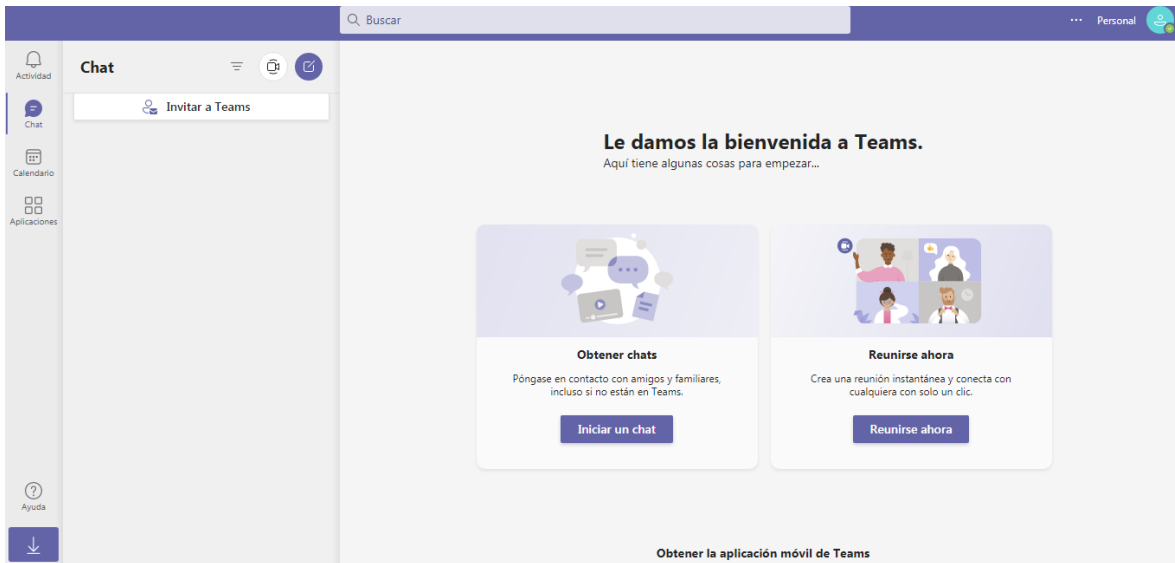 Buscar
Personal
Actividad
Chat
Calendario
Aplicaciones
Ayuda
Chat
Invitar a Teams
Le damos la bienvenida a Teams.
Aquí tiene algunas cosas para empezar...
Obtener chats
Póngase en contacto con amigos y familiares,
incluso si no están en Teams.
Iniciar un chat
Reunirse ahora
Crea una reunión instantánea y conecta con
cualquiera con solo un clic.
Reunirse ahora
Obtener la aplicación móvil de Teams